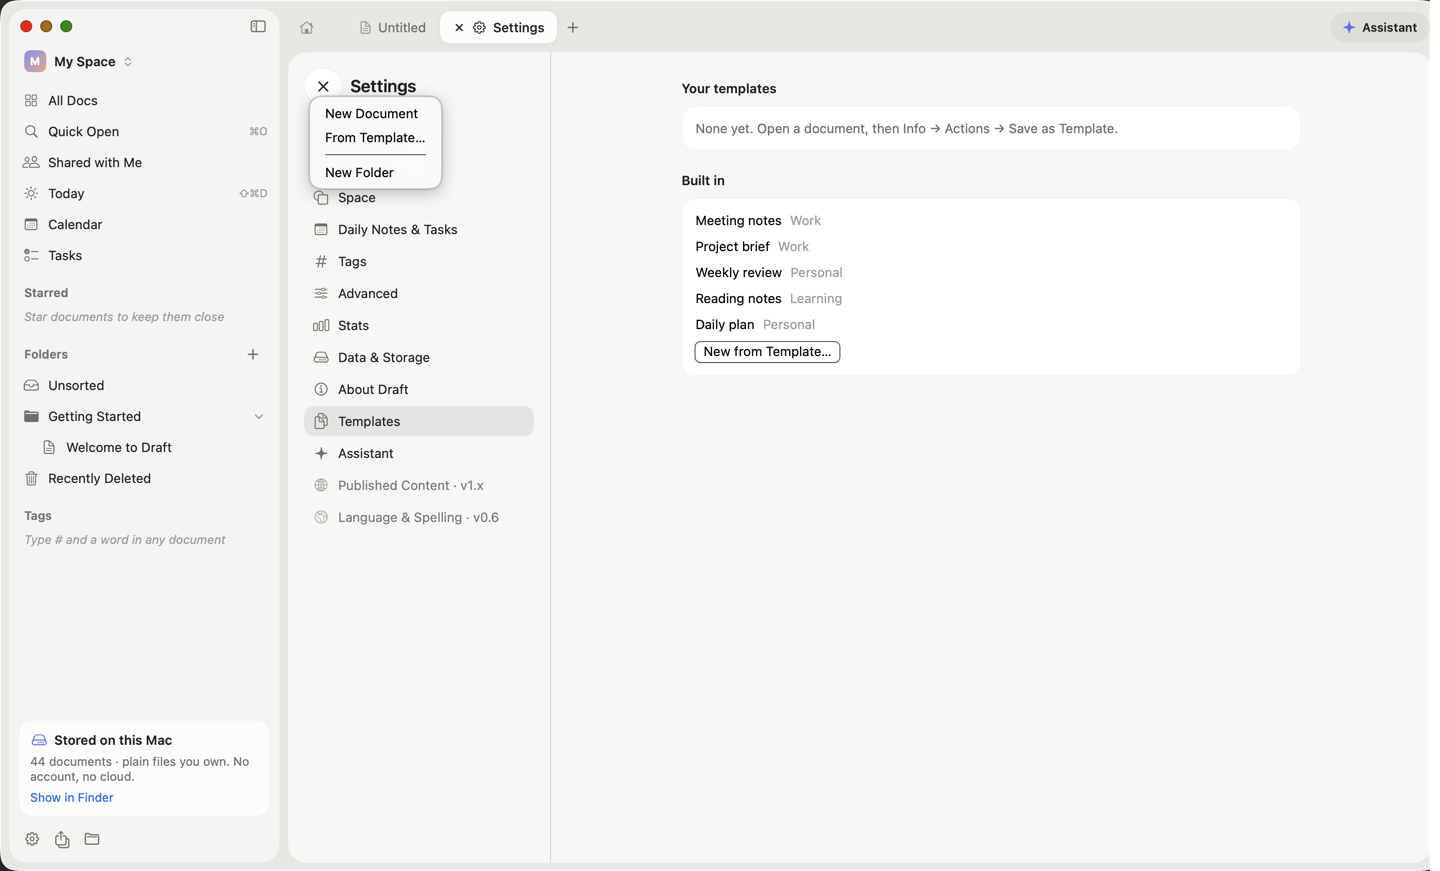 Untitled
Settings
Assistant
M My Space
All Docs
Quick Open ⌘O
Shared with Me
Today ⇧⌘D
Calendar
Tasks
Starred
Star documents to keep them close
Folders
Unsorted
Getting Started
Welcome to Draft
Recently Deleted
Tags
Type # and a word in any document
Stored on this Mac
44 documents · plain files you own. No
account, no cloud.
Show in Finder
Settings
New Document
From Template...
New Folder
Space
Daily Notes & Tasks
Tags
Advanced
Stats
Data & Storage
About Draft
Templates
Assistant
Published Content · v1.x
Language & Spelling · v0.6
Your templates
None yet. Open a document, then Info → Actions → Save as Template.
Built in
Meeting notes Work
Project brief Work
Weekly review Personal
Reading notes Learning
Daily plan Personal
New from Template...